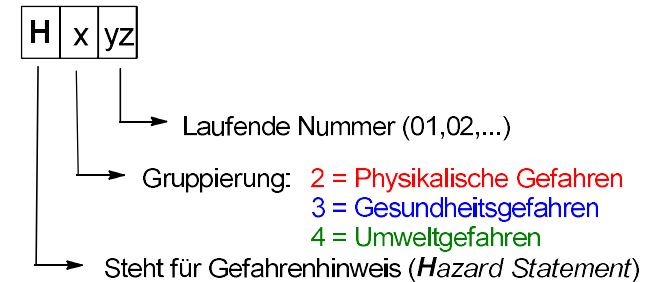 H x yz
Laufende Nummer (01,02,...)
Gruppierung: 2 = Physikalische Gefahren
3 = Gesundheitsgefahren
4 = Umweltgefahren
Steht für Gefahrenhinweis (Hazard Statement)